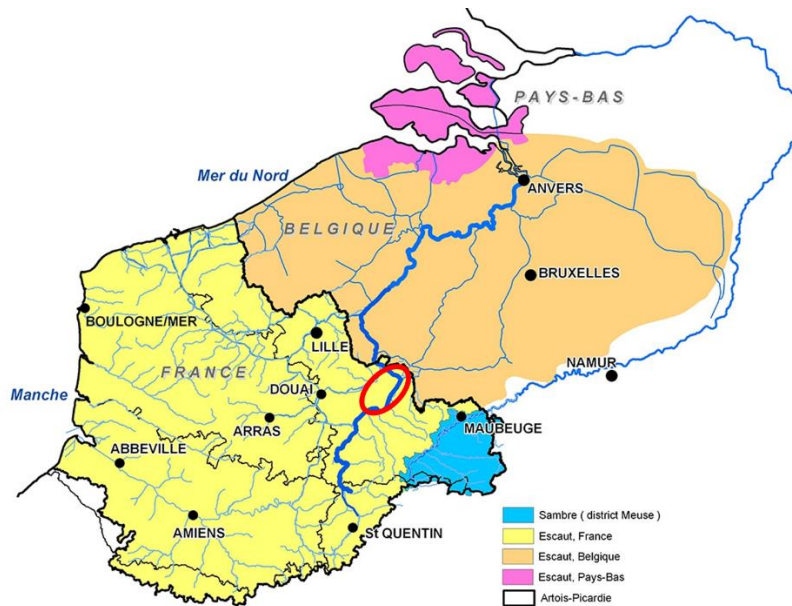 PAYS-BAS
Mer du Nord
ANVERS
BELGIQUE
BRUXELLES
BOULOGNE/MER
LILLE
NAMUR
FRANCE
DOUAI
Manche
ARRAS
MAUBEUGE
ABBEVILLE
AMIENS
St QUENTIN
Sambre ( district Meuse )
Escaut, France
Escaut, Belgique
Escaut, Pays-Bas
Artois-Picardie